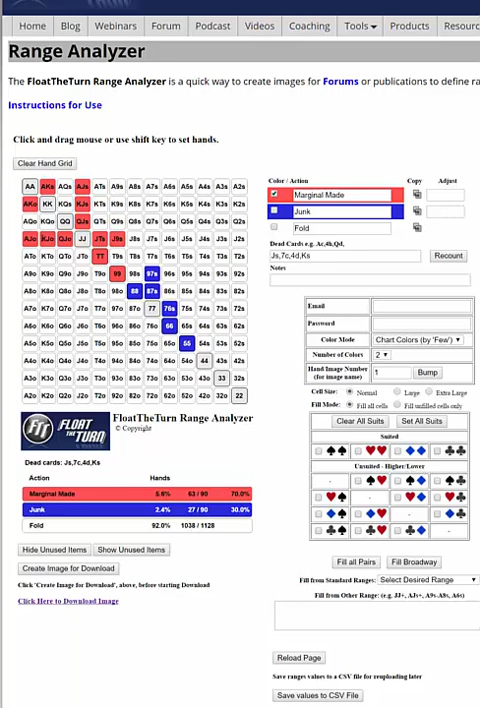 Home Blog Webinars Forum Podcast Videos Coaching Tools Products Resourc
Range Analyzer
The FloatTheTurn Range Analyzer is a quick way to create images for Forums or publications to define ra
Instructions for Use
Click and drag mouse or use shift key to set hands.
Clear Hand Grid
AA AKs AQs AJs ATs A9s A8s A7s A6s A5s A4s A3s A2s
AKo KK KQs KJs KTs K9s K8s K7s K6s K5s K4s K3s K2s
AQo KQo QQ QJs QTs Q9s Q8s Q7s Q6s Q5s Q4s Q3s Q2s
AJo KJo QJo JJ JTs J9s J8s J7s J6s J5s J4s J3s J2s
ATo KTo QTo JTo TT T9s T8s T7s T6s T5s T4s T3s T2s
A9o K9o Q9o J9o T9o 99 98s 97s 96s 95s 94s 93s 92s
A8o K8o Q8o J8o T8o 98o 88 87s 86s 85s 84s 83s 82s
A7o K7o Q7o J7o T7o 97o 87o 77 76s 75s 74s 73s 72s
A6o K6o Q6o J6o T6o 96o 86o 76o 66 65s 64s 63s 62s
A5o K5o Q5o J5o T5o 95o 85o 75o 65o 55 54s 53s 52s
A4o K4o Q4o J4o T4o 94o 84o 74o 64o 54o 44 43s 42s
A3o K3o Q3o J3o T3o 93o 83o 73o 63o 53o 43o 33 32s
A2o K2o Q2o J2o T2o 92o 82o 72o 62o 52o 42o 32o 22
FTT FLOAT THE TURN
FloatTheTurn Range Analyzer
© Copyright
Dead cards: Js,7c,4d,Ks
Action Hands
Marginal Made 5.6% 63 / 90 70.0%
Junk 2.4% 27 / 90 30.0%
Fold 92.0% 1038 / 1128
Hide Unused Items Show Unused Items
Create Image for Download
Click 'Create Image for Download', above, before starting Download
Click Here to Download Image
Color / Action Copy Adjust
Marginal Made
Junk
Fold
Dead Cards e.g. Ac,4h,Qd,
Js,7c,4d,Ks Recount
Notes
Email
Password
Color Mode Chart Colors (by 'Few')
Number of Colors 2
Hand Image Number
(for image name) 1 Bump
Cell Size: Normal Large Extra Large
Fill Mode: Fill all cells Fill unfilled cells only
Clear All Suits Set All Suits
Suited
♠♠ ♥♥ ♦♦ ♣♣
Unsuited - Higher/Lower
- ♠♥ ♠♦ ♠♣
♥♠ - ♥♦ ♥♣
♦♠ ♦♥ - ♦♣
♣♠ ♣♥ ♣♦ -
Fill all Pairs Fill Broadway
Fill from Standard Ranges: Select Desired Range
Fill from Other Range: (e.g. JJ+, AJs+, A9s-A8s, A6s)
Reload Page
Save ranges values to a CSV file for reuploading later
Save values to CSV File